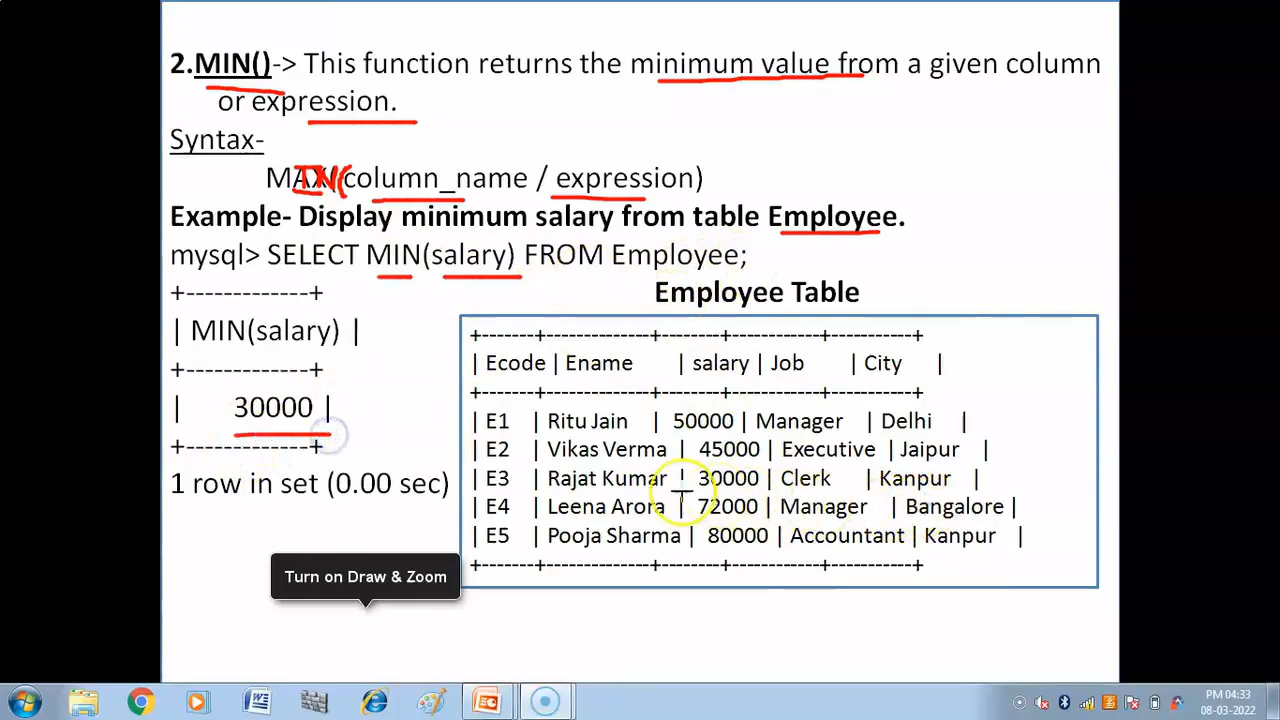 2.MIN()-> This function returns the minimum value from a given column
or expression.
Syntax-
MAX(column_name / expression)
IN(
Example- Display minimum salary from table Employee.
mysql> SELECT MIN(salary) FROM Employee;
+-------------+
| MIN(salary) |
+-------------+
| 30000 |
+-------------+
1 row in set (0.00 sec)
Employee Table
+-------+--------------+-------+------------+-----------+
| Ecode | Ename | salary | Job | City |
+-------+--------------+-------+------------+-----------+
| E1 | Ritu Jain | 50000 | Manager | Delhi |
| E2 | Vikas Verma | 45000 | Executive | Jaipur |
| E3 | Rajat Kumar | 30000 | Clerk | Kanpur |
| E4 | Leena Arora | 72000 | Manager | Bangalore |
| E5 | Pooja Sharma | 80000 | Accountant | Kanpur |
+-------+--------------+-------+------------+-----------+
Turn on Draw & Zoom
PM 04:33
08-03-2022